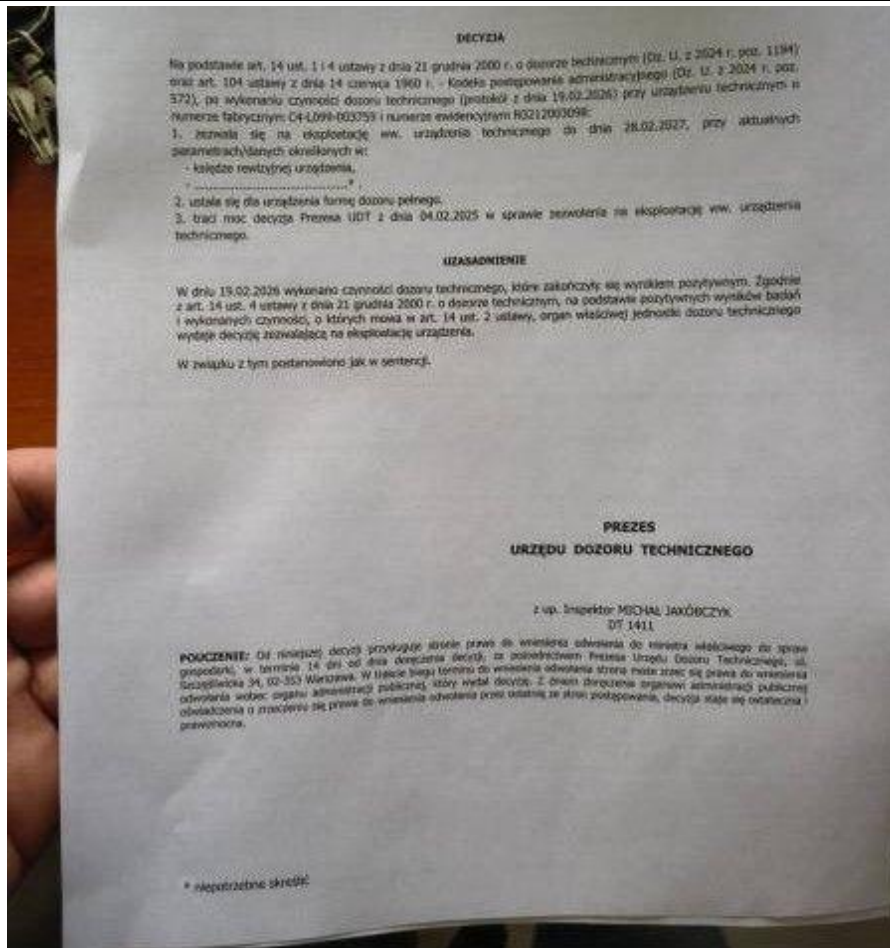 DECYZJA
Na podstawie art. 14 ust. 1 i 4 ustawy z dnia 21 grudnia 2000 r. o dozorze technicznym (Dz. U. z 2024 r. poz. 1194)
oraz art. 104 ustawy z dnia 14 czerwca 1960 r. - Kodeks postępowania administracyjnego (Dz. U. z 2024 r. poz.
572), po wykonaniu czynności dozoru technicznego (protokół z dnia 19.02.2026) przy urządzeniu technicznym o
numerze fabrycznym C4-L099-003759 i numerze ewidencyjnym
1. zezwala się na eksploatację ww. urządzenia technicznego do dnia 28.02.2027, przy aktualnych
parametrach/danych określonych w:
- księdze rewizyjnej urządzenia,
- ..................................* ,
2. ustala się dla urządzenia formę dozoru pełnego.
3. traci moc decyzja Prezesa UDT z dnia 04.02.2025 w sprawie zezwolenia na eksploatację ww. urządzenia
technicznego.
UZASADNIENIE
W dniu 19.02.2026 wykonano czynności dozoru technicznego, które zakończyły się wynikiem pozytywnym. Zgodnie
z art. 14 ust. 4 ustawy z dnia 21 grudnia 2000 r. o dozorze technicznym, na podstawie pozytywnych wyników badań
i wykonanych czynności, o których mowa w art. 14 ust. 2 ustawy, organ właściwej jednostki dozoru technicznego
wydaje decyzję zezwalającą na eksploatację urządzenia.
W związku z tym postanowiono jak w sentencji.
PREZES
URZĘDU DOZORU TECHNICZNEGO
z up. Inspektor MICHAŁ JAKÓBCZYK
DT 1411
POUCZENIE: Od niniejszej decyzji przysługuje stronie prawo do wniesienia odwołania do ministra właściwego do spraw
gospodarki, w terminie 14 dni od dnia doręczenia decyzji, za pośrednictwem Prezesa Urzędu Dozoru Technicznego, ul.
Szczęśliwicka 34, 02-353 Warszawa. W trakcie biegu terminu do wniesienia odwołania strona może zrzec się prawa do wniesienia
odwołania wobec organu administracji publicznej, który wydał decyzję. Z dniem doręczenia organowi administracji publicznej
oświadczenia o zrzeczeniu się prawa do wniesienia odwołania przez ostatnią ze stron postępowania, decyzja staje się ostateczna i
prawomocna.
* niepotrzebne skreślić